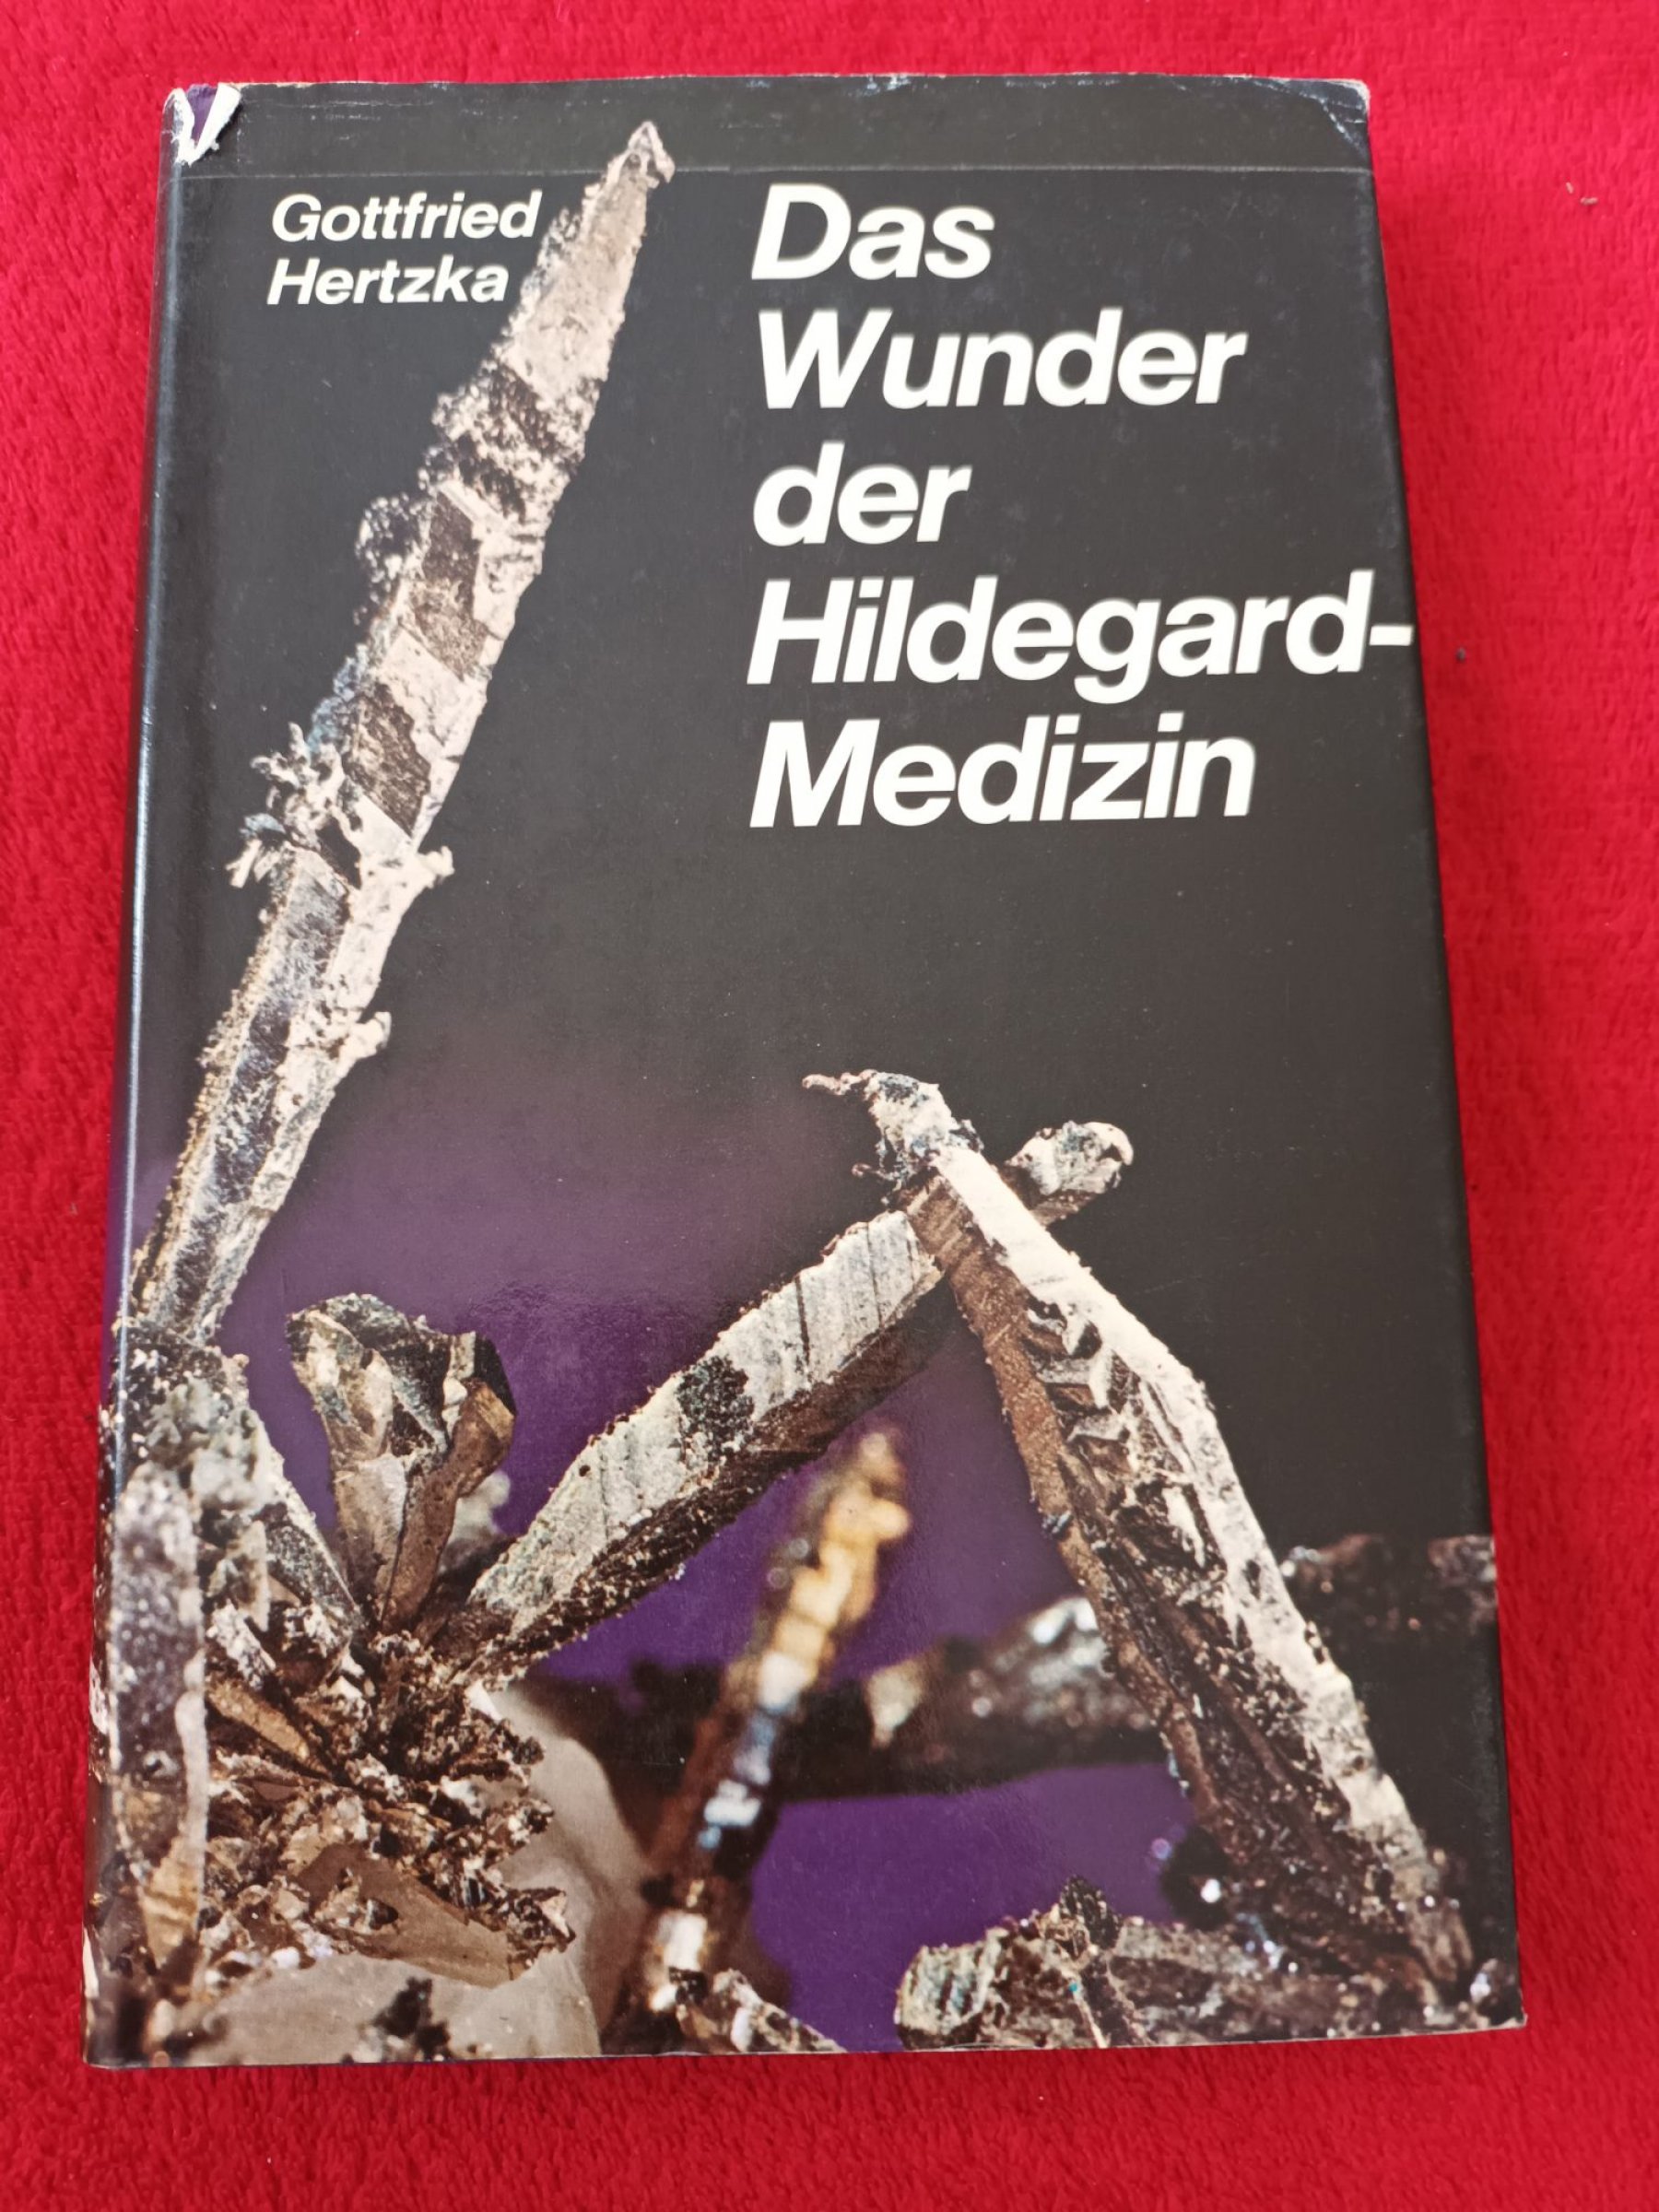 Gottfried
Hertzka
Das
Wunder
der
Hildegard-
Medizin